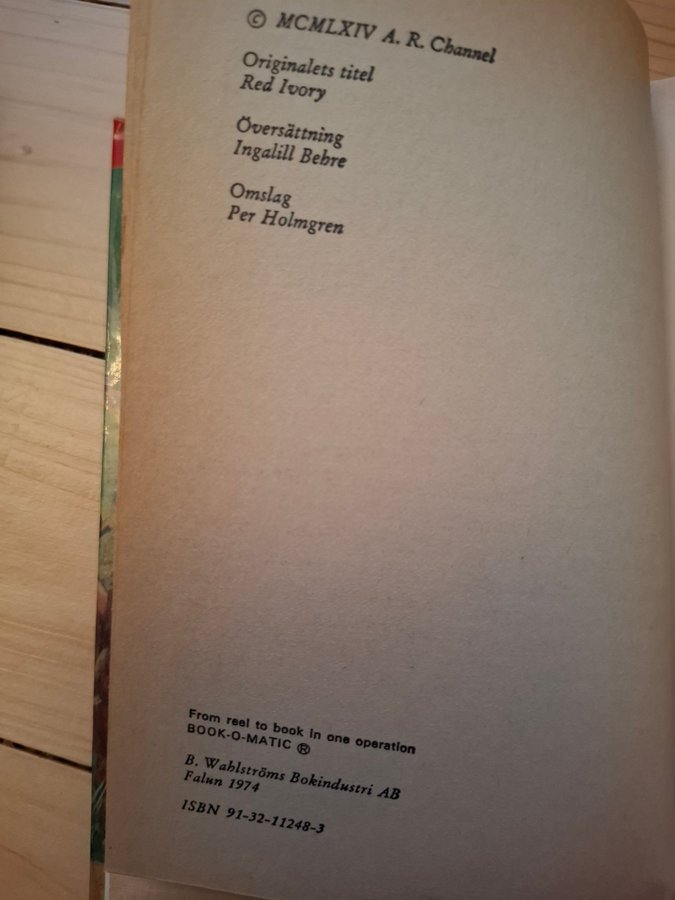 © MCMLXIV A. R. Channel
Originalets titel
Red Ivory
Översättning
Ingalill Behre
Omslag
Per Holmgren
From reel to book in one operation
BOOK-O-MATIC ®
B. Wahlströms Bokindustri AB
Falun 1974
ISBN 91-32-11248-3